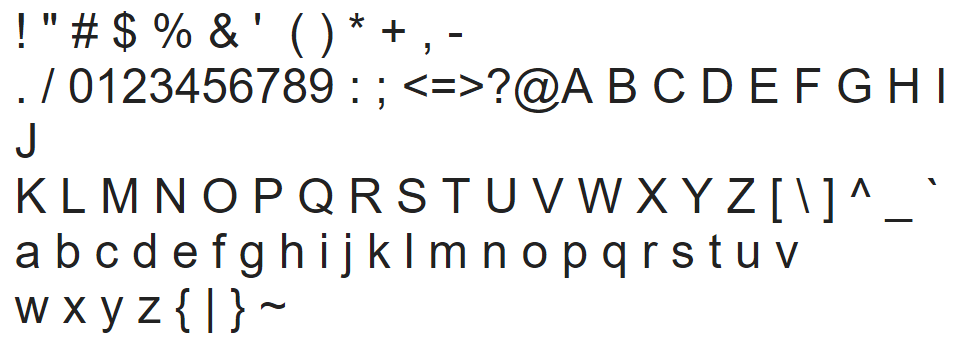 ! " # $ % & '  ( ) * + , -
. / 0123456789 : ; <=>?@A B C D E F G H I
J
K L M N O P Q R S T U V W X Y Z [ \ ] ^ _ `
a b c d e f g h i j k l m n o p q r s t u v
w x y z { | } ~